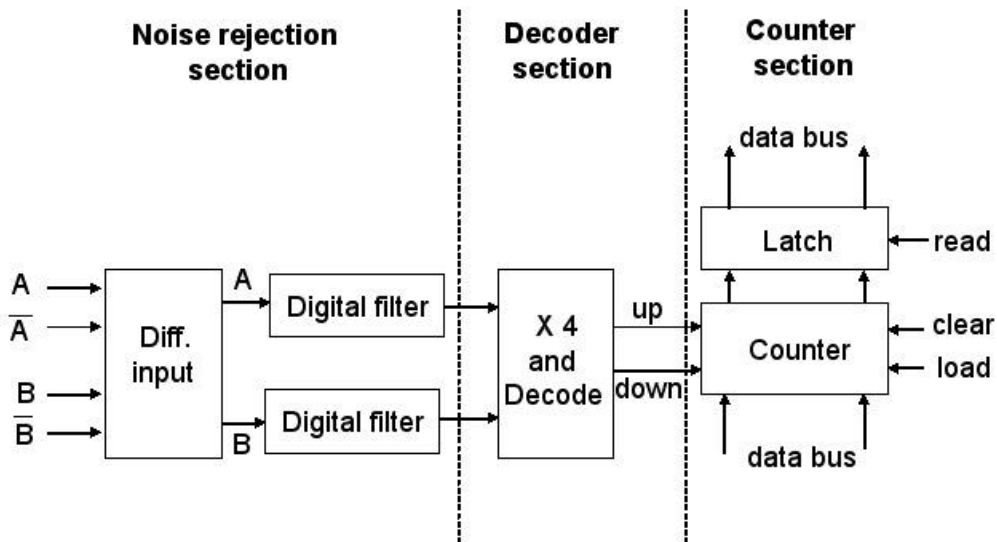 Noise rejection
section
Decoder
section
Counter
section
data bus
Latch
read
A
A̅
B
B̅
Diff.
input
A
B
Digital filter
Digital filter
X 4
and
Decode
up
down
Counter
clear
load
data bus